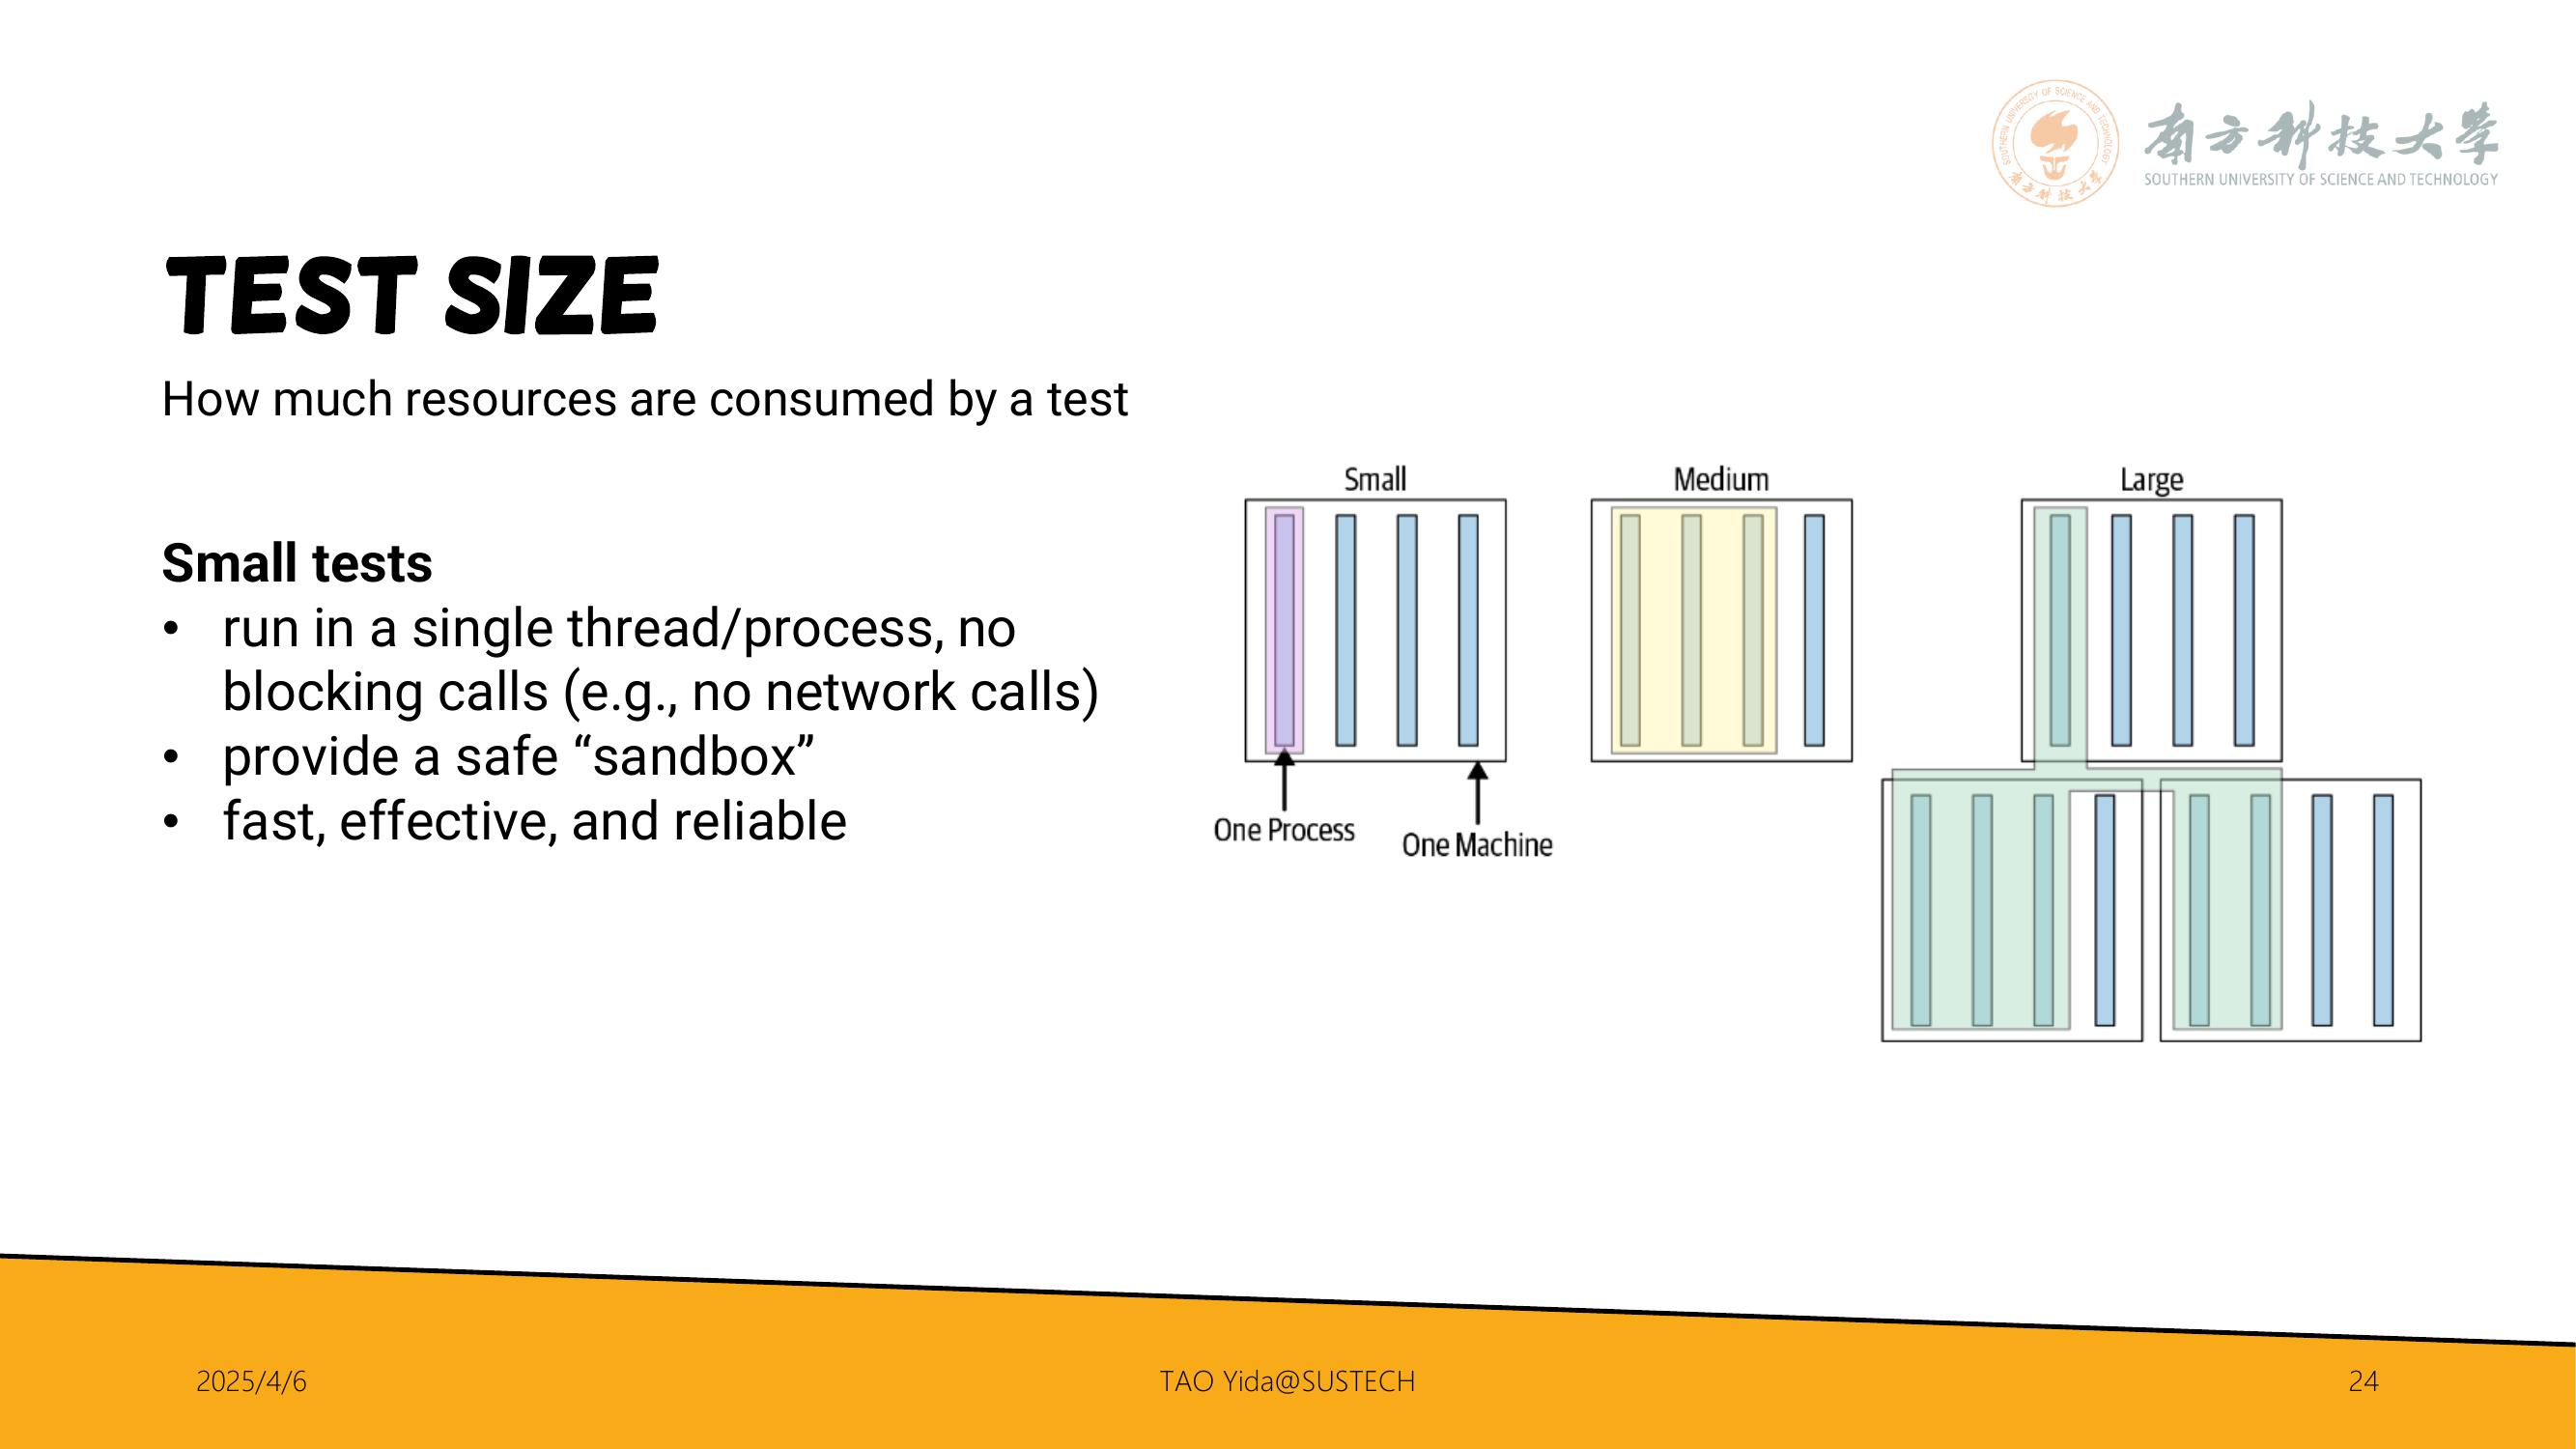 南方科技大学
SOUTHERN UNIVERSITY OF SCIENCE AND TECHNOLOGY
TEST SIZE
How much resources are consumed by a test
Small tests
• run in a single thread/process, no
blocking calls (e.g., no network calls)
• provide a safe “sandbox”
• fast, effective, and reliable
Small
Medium
Large
One Process
One Machine
2025/4/6
TAO Yida@SUSTECH
24